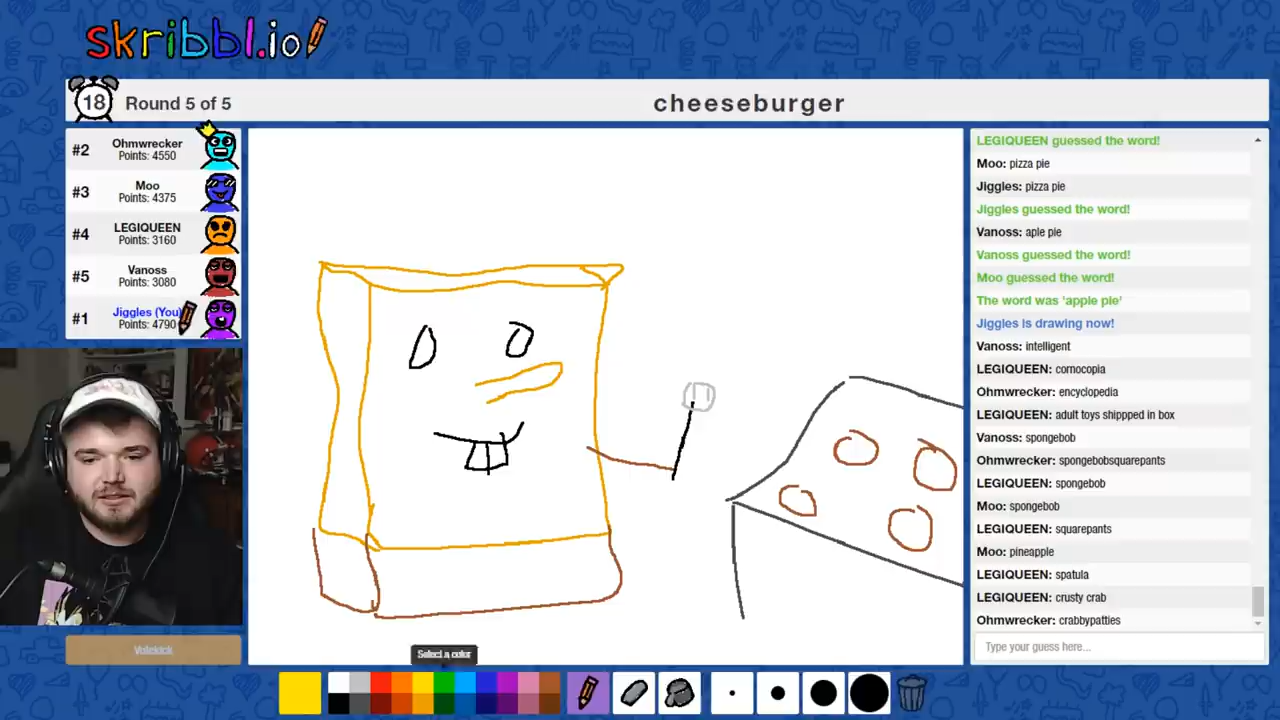 skribbl.io
18
Round 5 of 5
cheeseburger
#2
Ohmwrecker
Points: 4550
#3
Moo
Points: 4375
#4
LEGIQUEEN
Points: 3160
#5
Vanoss
Points: 3080
#1
Jiggles (You)
Points: 4790
LEGIQUEEN guessed the word!
Moo: pizza pie
Jiggles: pizza pie
Jiggles guessed the word!
Vanoss: aple pie
Vanoss guessed the word!
Moo guessed the word!
The word was 'apple pie'
Jiggles is drawing now!
Vanoss: intelligent
LEGIQUEEN: cornocopia
Ohmwrecker: encyclopedia
LEGIQUEEN: adult toys shippped in box
Vanoss: spongebob
Ohmwrecker: spongebobsquarepants
LEGIQUEEN: spongebob
Moo: spongebob
LEGIQUEEN: squarepants
Moo: pineapple
LEGIQUEEN: spatula
LEGIQUEEN: crusty crab
Ohmwrecker: crabbypatties
Type your guess here...
Votekick
Select a color